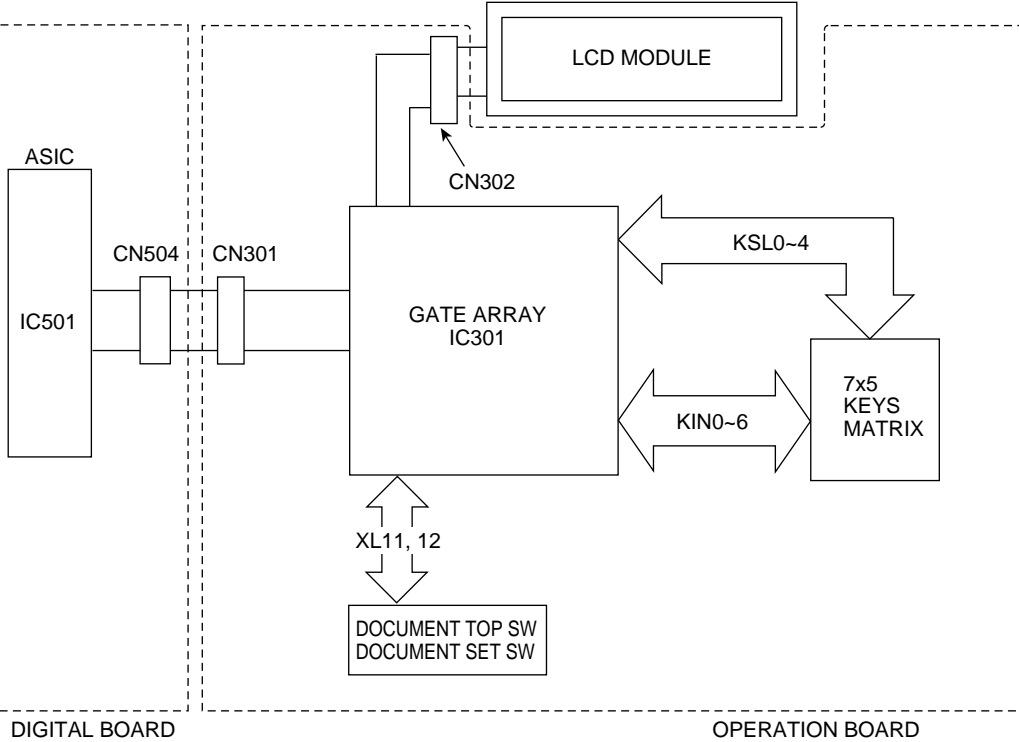 LCD MODULE
ASIC
CN302
CN504
CN301
KSL0~4
IC501
GATE ARRAY
IC301
7x5
KEYS
MATRIX
KIN0~6
XL11, 12
DOCUMENT TOP SW
DOCUMENT SET SW
DIGITAL BOARD
OPERATION BOARD